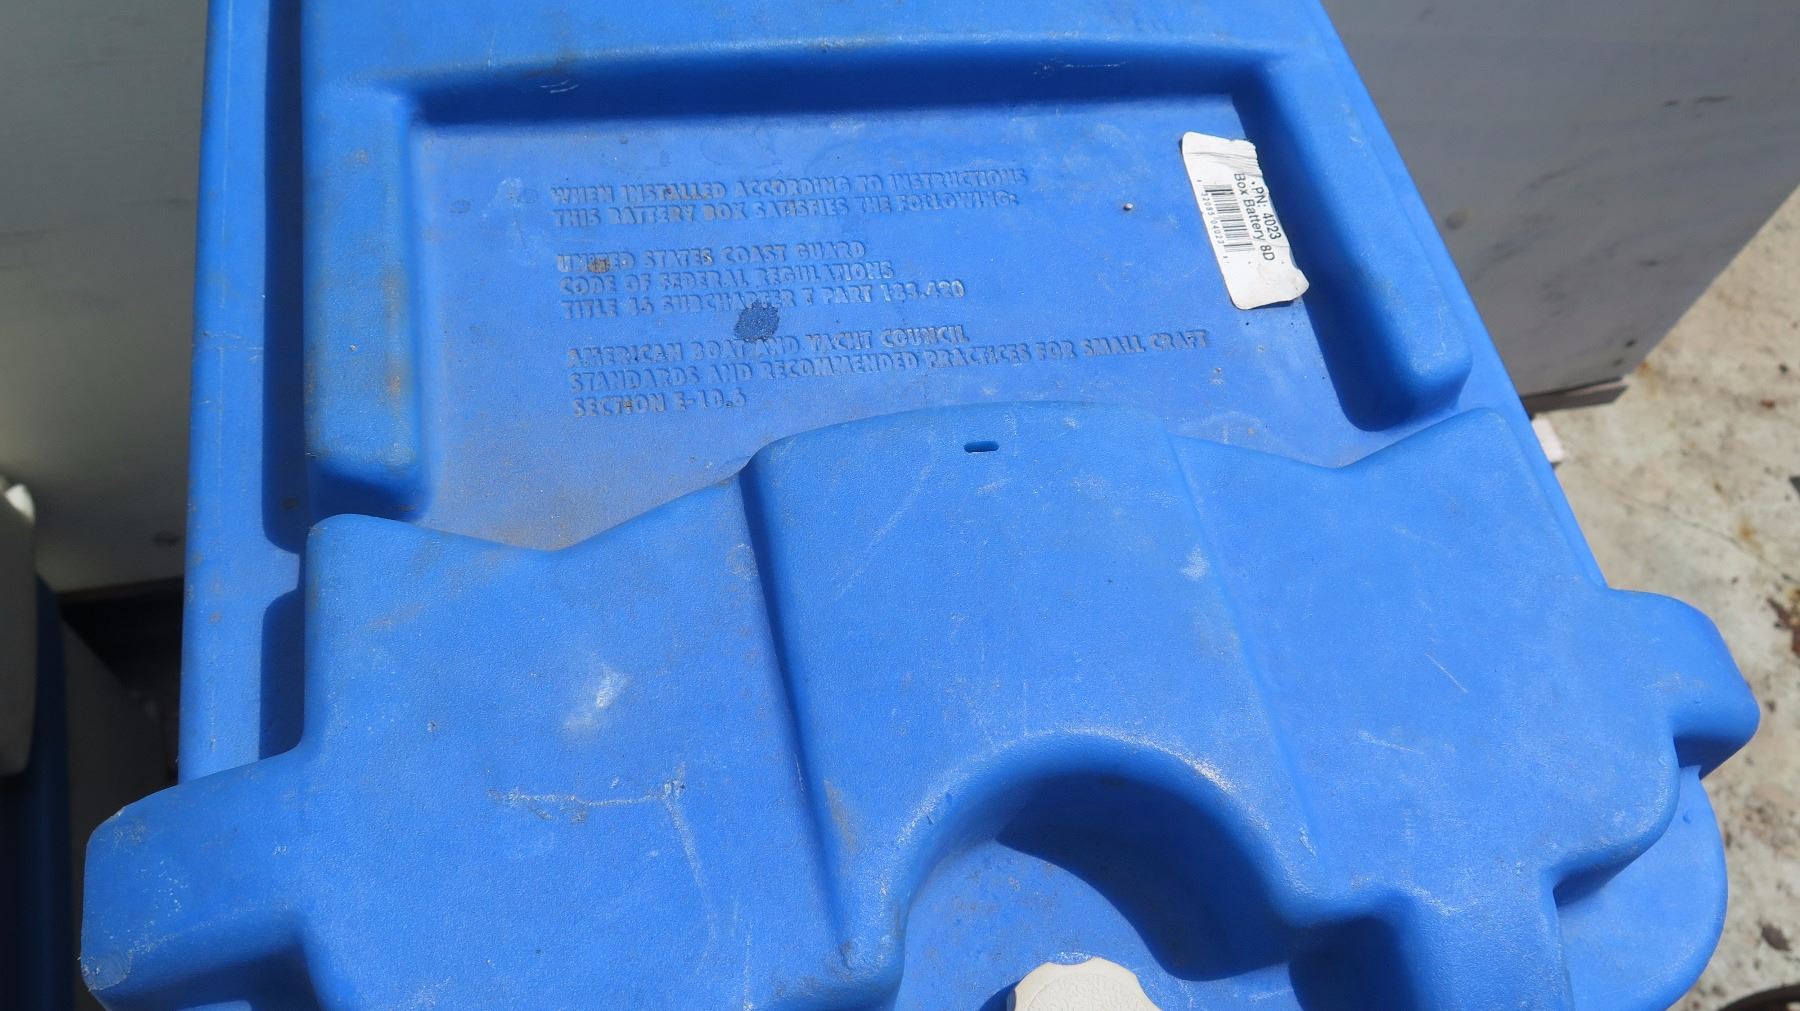 WHEN INSTALLED ACCORDING TO INSTRUCTIONS
THIS BATTERY BOX SATISFIES THE FOLLOWING:
UNITED STATES COAST GUARD
CODE OF FEDERAL REGULATIONS
TITLE 46 SUBCHAPTER T PART 183.420
AMERICAN BOAT AND YACHT COUNCIL
STANDARDS AND RECOMMENDED PRACTICES FOR SMALL CRAFT
SECTION E-10.6
PN: 4023
Box Battery 8D